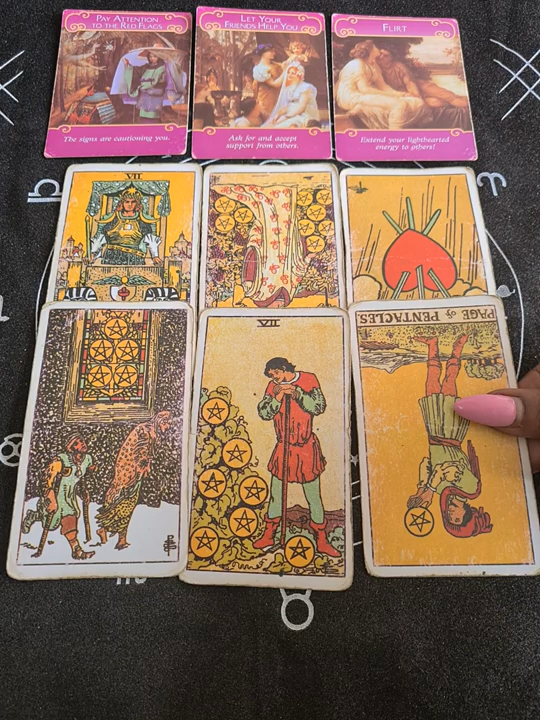 PAY ATTENTION
TO THE RED FLAGS
The signs are cautioning you.
LET YOUR
FRIENDS HELP YOU
Ask for and accept
support from others.
FLIRT
Extend your lighthearted
energy to others!
VII
VII
PAGE of PENTACLES.